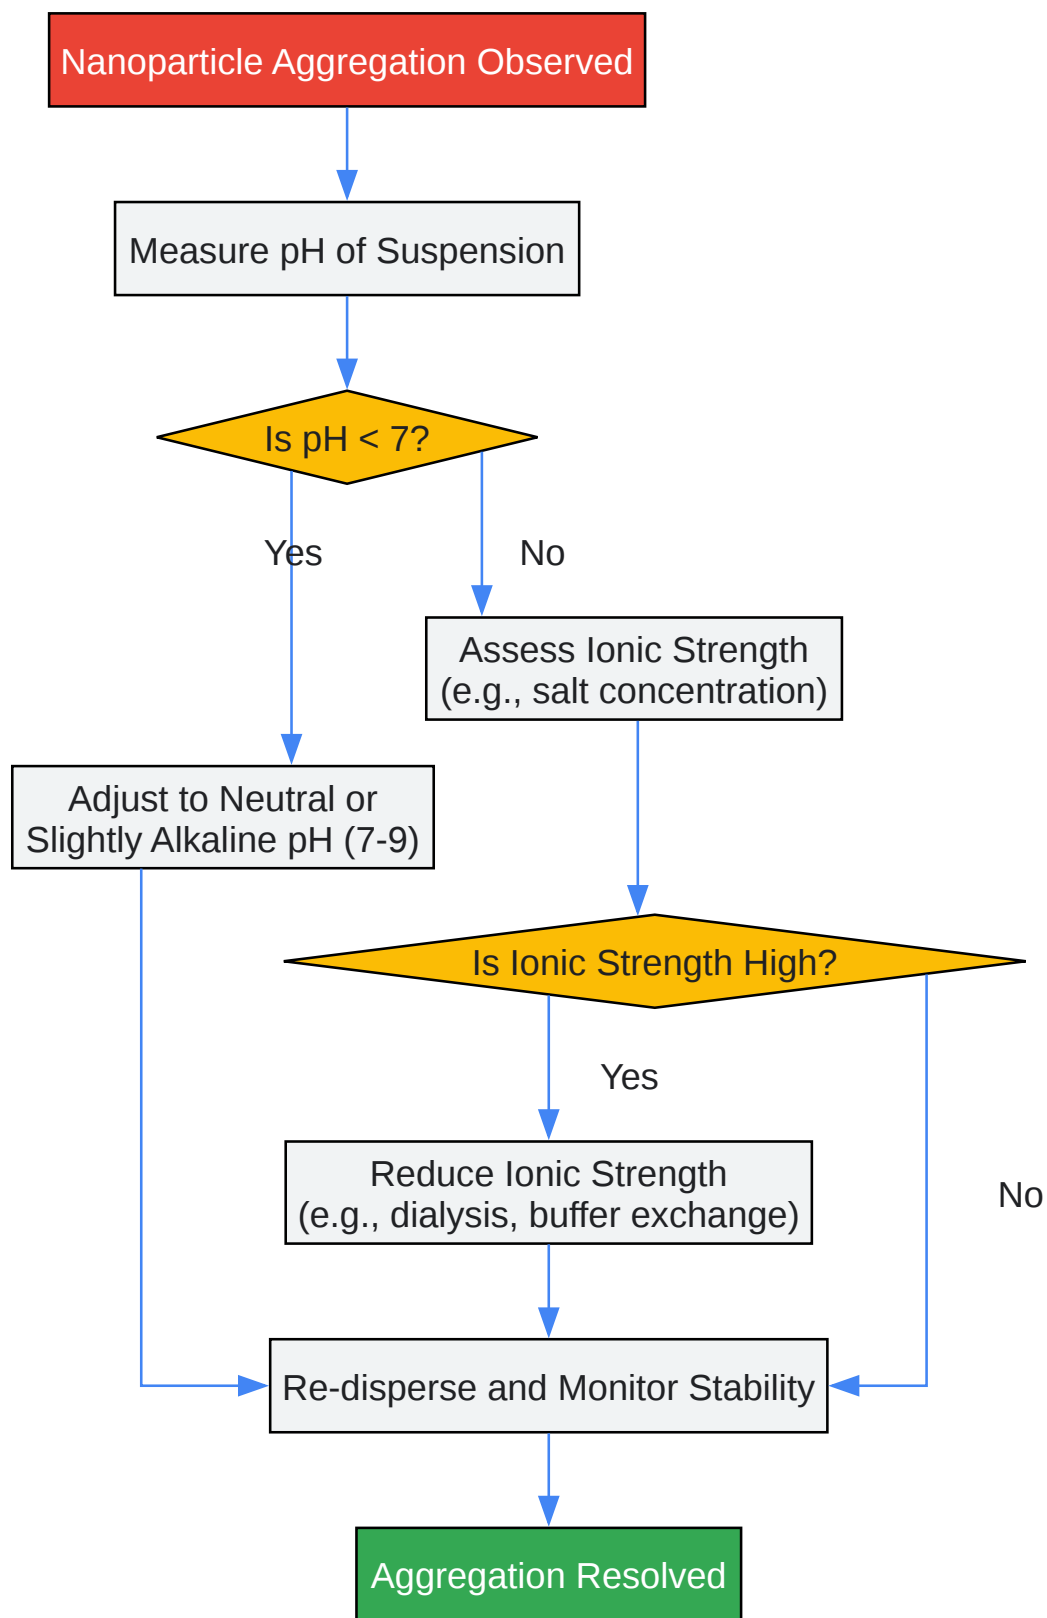 Nanoparticle Aggregation Observed
Measure pH of Suspension
Is pH < 7?
Yes
No
Assess Ionic Strength
(e.g., salt concentration)
Adjust to Neutral or
Slightly Alkaline pH (7-9)
Is Ionic Strength High?
Yes
Reduce Ionic Strength
(e.g., dialysis, buffer exchange)
No
Re-disperse and Monitor Stability
Aggregation Resolved